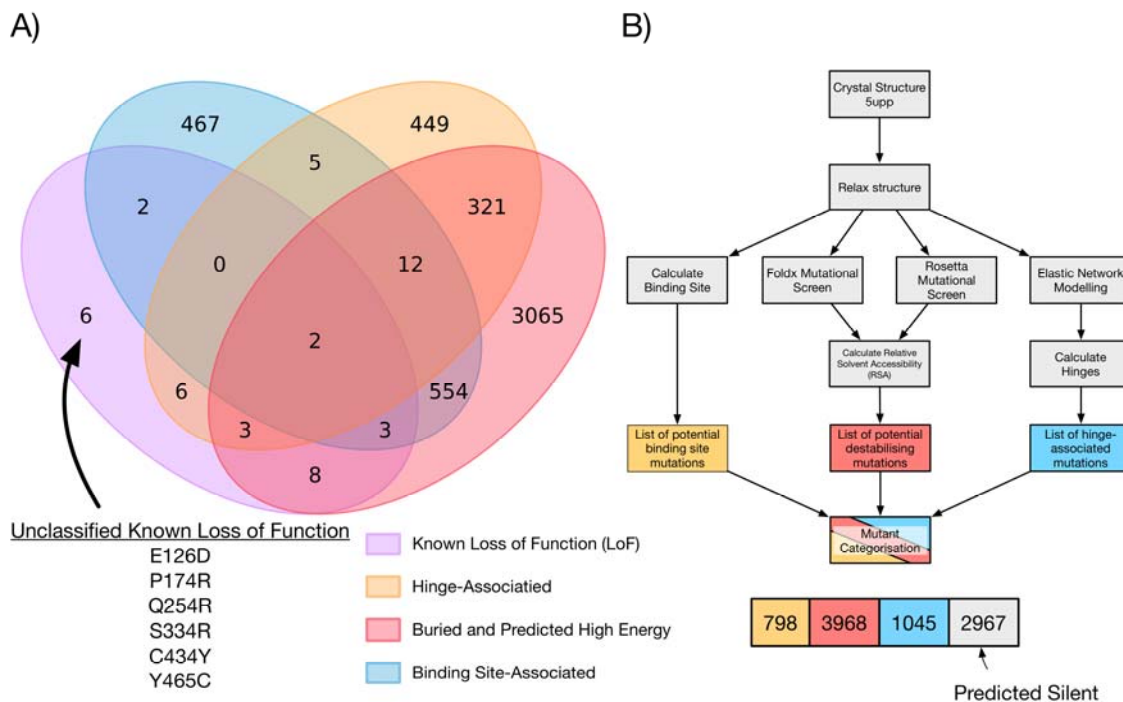 A)
B)
467
449
5
2
321
0
12
6
3065
2
6
554
3
3
8
Unclassified Known Loss of Function
E126D
P174R
Q254R
S334R
C434Y
Y465C
Known Loss of Function (LoF)
Hinge-Associatied
Buried and Predicted High Energy
Binding Site-Associated
Crystal Structure
5upp
Relax structure
Calculate
Binding Site
Foldx Mutational
Screen
Rosetta
Mutational
Screen
Elastic Network
Modelling
Calculate Relative
Solvent Accessibility
(RSA)
Calculate
Hinges
List of potential
binding site
mutations
List of potential
destabilising
mutations
List of hinge-
associated
mutations
Mutant
Categorisation
798
3968
1045
2967
Predicted Silent